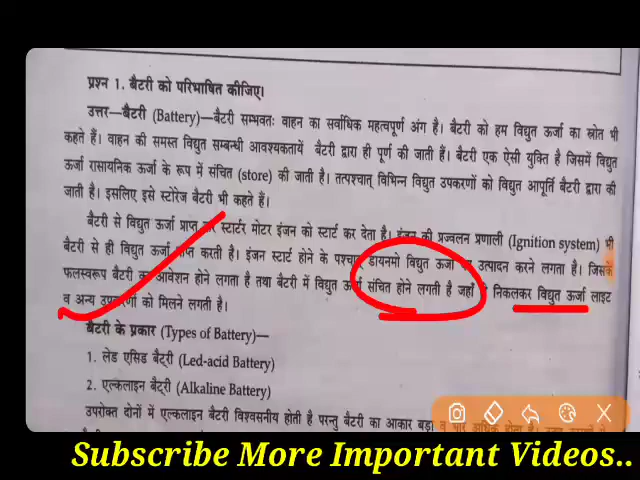 प्रश्न 1. बैटरी को परिभाषित कीजिए।
उत्तर—बैटरी (Battery)—बैटरी सम्भवतः वाहन का सर्वाधिक महत्वपूर्ण अंग है। बैटरी को हम विद्युत ऊर्जा का स्रोत भी
कहते हैं। वाहन की समस्त विद्युत सम्बन्धी आवश्यकतायें बैटरी द्वारा ही पूर्ण की जाती हैं। बैटरी एक ऐसी युक्ति है जिसमें विद्युत
ऊर्जा रासायनिक ऊर्जा के रूप में संचित (store) की जाती है। तत्पश्चात् विभिन्न विद्युत उपकरणों को विद्युत आपूर्ति बैटरी द्वारा की
जाती है। इसलिए इसे स्टोरेज बैटरी भी कहते हैं।
बैटरी से विद्युत ऊर्जा प्राप्त कर स्टार्टर मोटर इंजन को स्टार्ट कर देता है। इंजन की प्रज्वलन प्रणाली (Ignition system) भी
बैटरी से ही विद्युत ऊर्जा प्राप्त करती है। इंजन स्टार्ट होने के पश्चात् डायनमो विद्युत ऊर्जा का उत्पादन करने लगता है। जिसके
फलस्वरूप बैटरी का आवेशन होने लगता है तथा बैटरी में विद्युत ऊर्जा संचित होने लगती है जहाँ से निकलकर विद्युत ऊर्जा लाइट
व अन्य उपकरणों को मिलने लगती है।
बैटरी के प्रकार (Types of Battery)—
1. लेड एसिड बैट्री (Led-acid Battery)
2. एल्कलाइन बैट्री (Alkaline Battery)
उपरोक्त दोनों में एल्कलाइन बैटरी विश्वसनीय होती है परन्तु बैटरी का आकार बड़ा व भार अधिक होता
Subscribe More Important Videos..